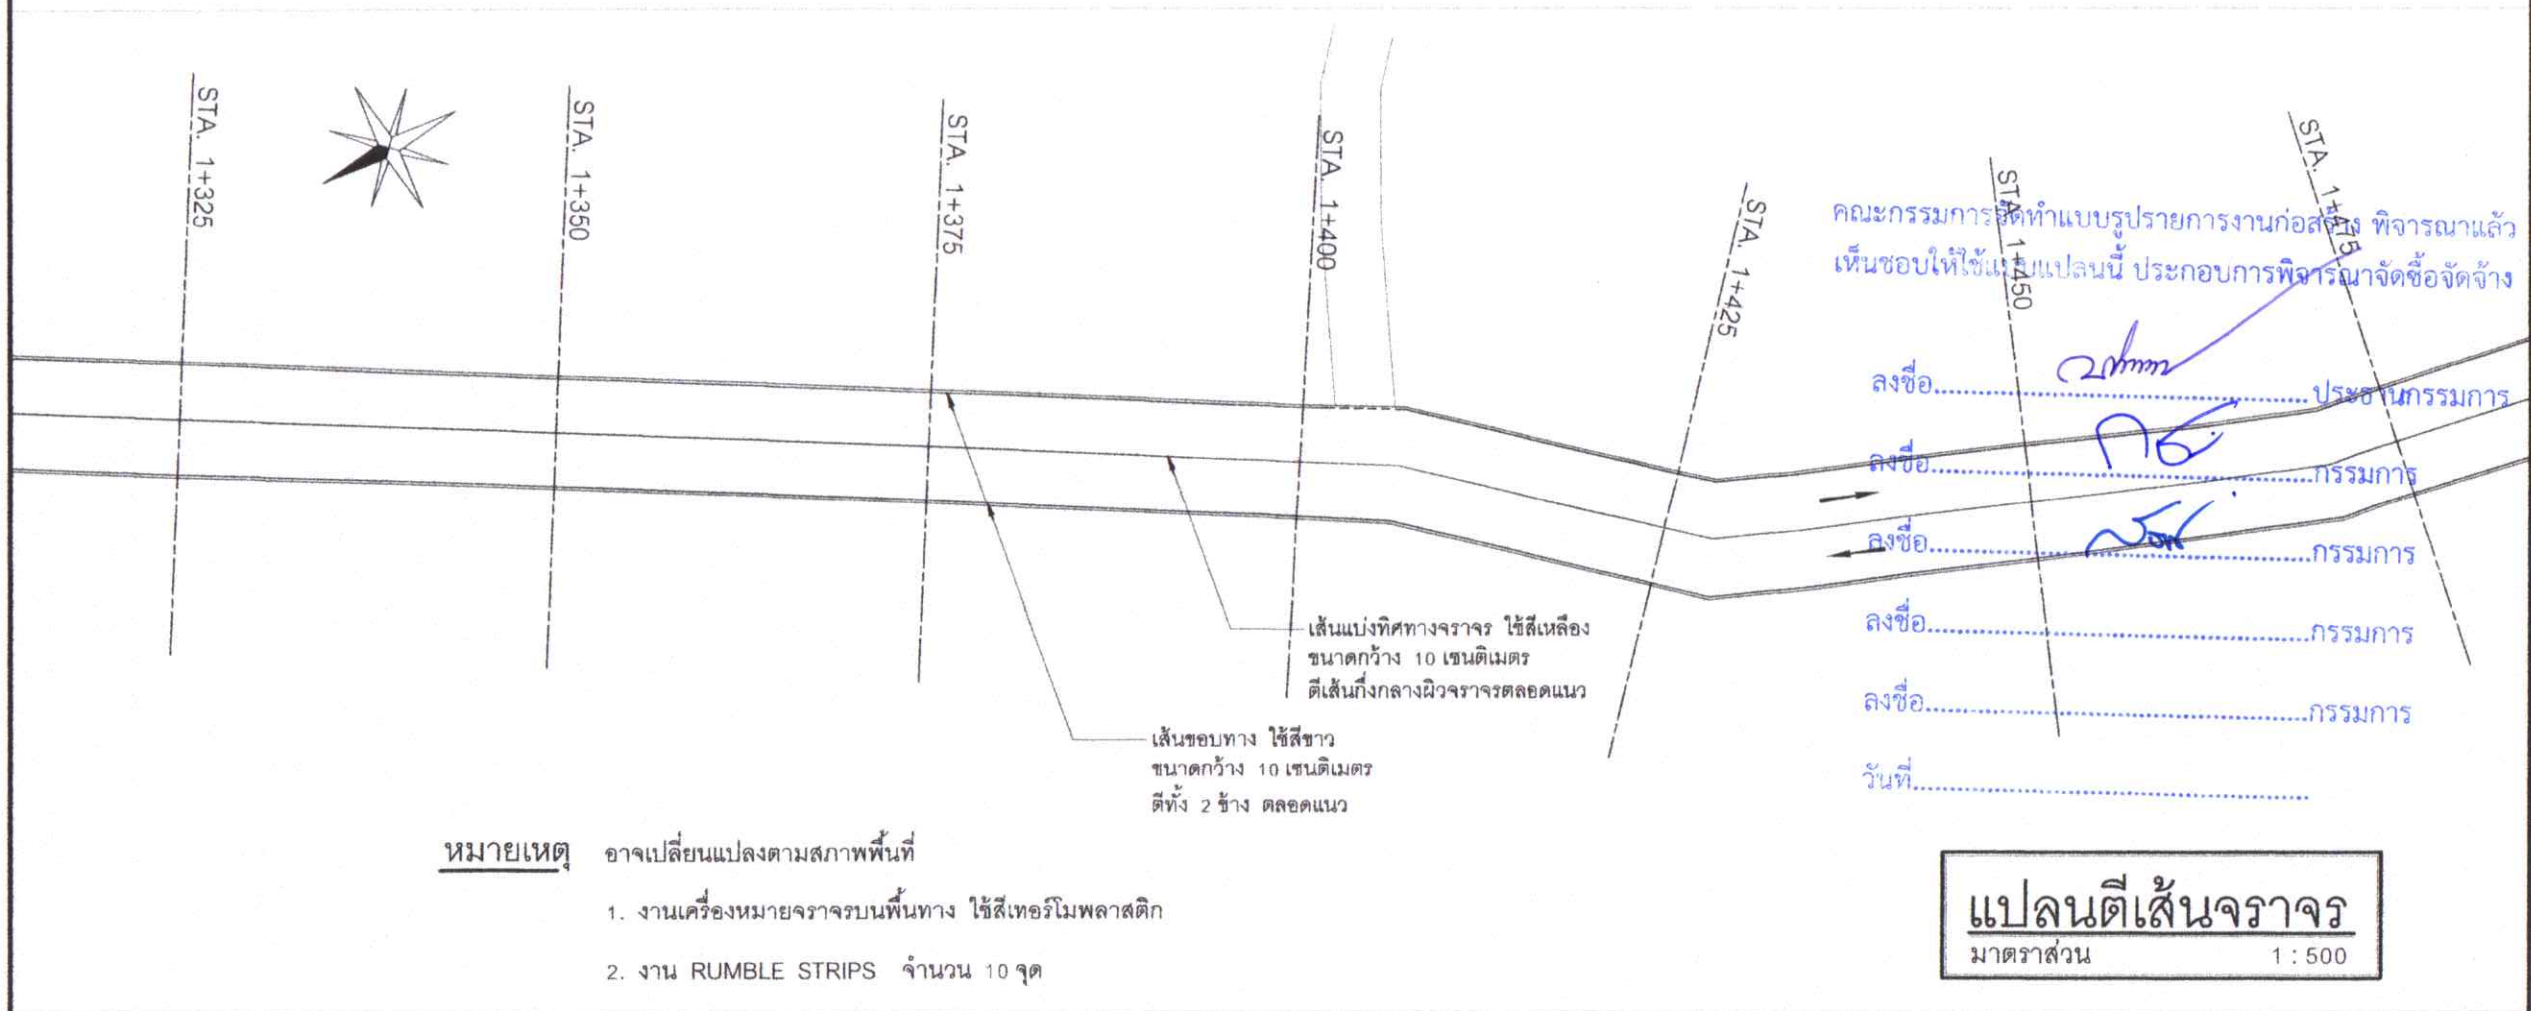 STA. 1+325
STA. 1+350
STA. 1+375
STA. 1+400
STA. 1+425
STA. 1+450
STA. 1+475
คณะกรรมการจัดทำแบบรูปรายการงานก่อสร้าง พิจารณาแล้ว
เห็นชอบให้ใช้แบบแปลนนี้ ประกอบการพิจารณาจัดซื้อจัดจ้าง
ลงชื่อ.................................................ประธานกรรมการ
ลงชื่อ.................................................กรรมการ
ลงชื่อ.................................................กรรมการ
ลงชื่อ.................................................กรรมการ
ลงชื่อ.................................................กรรมการ
วันที่.................................................
เส้นแบ่งทิศทางจราจร ใช้สีเหลือง
ขนาดกว้าง 10 เซนติเมตร
ตีเส้นกึ่งกลางผิวจราจรตลอดแนว
เส้นขอบทาง ใช้สีขาว
ขนาดกว้าง 10 เซนติเมตร
ตีทั้ง 2 ข้าง ตลอดแนว
หมายเหตุ อาจเปลี่ยนแปลงตามสภาพพื้นที่
1. งานเครื่องหมายจราจรบนพื้นทาง ใช้สีเทอร์โมพลาสติก
2. งาน RUMBLE STRIPS จำนวน 10 จุด
แปลนตีเส้นจราจร
มาตราส่วน 1 : 500